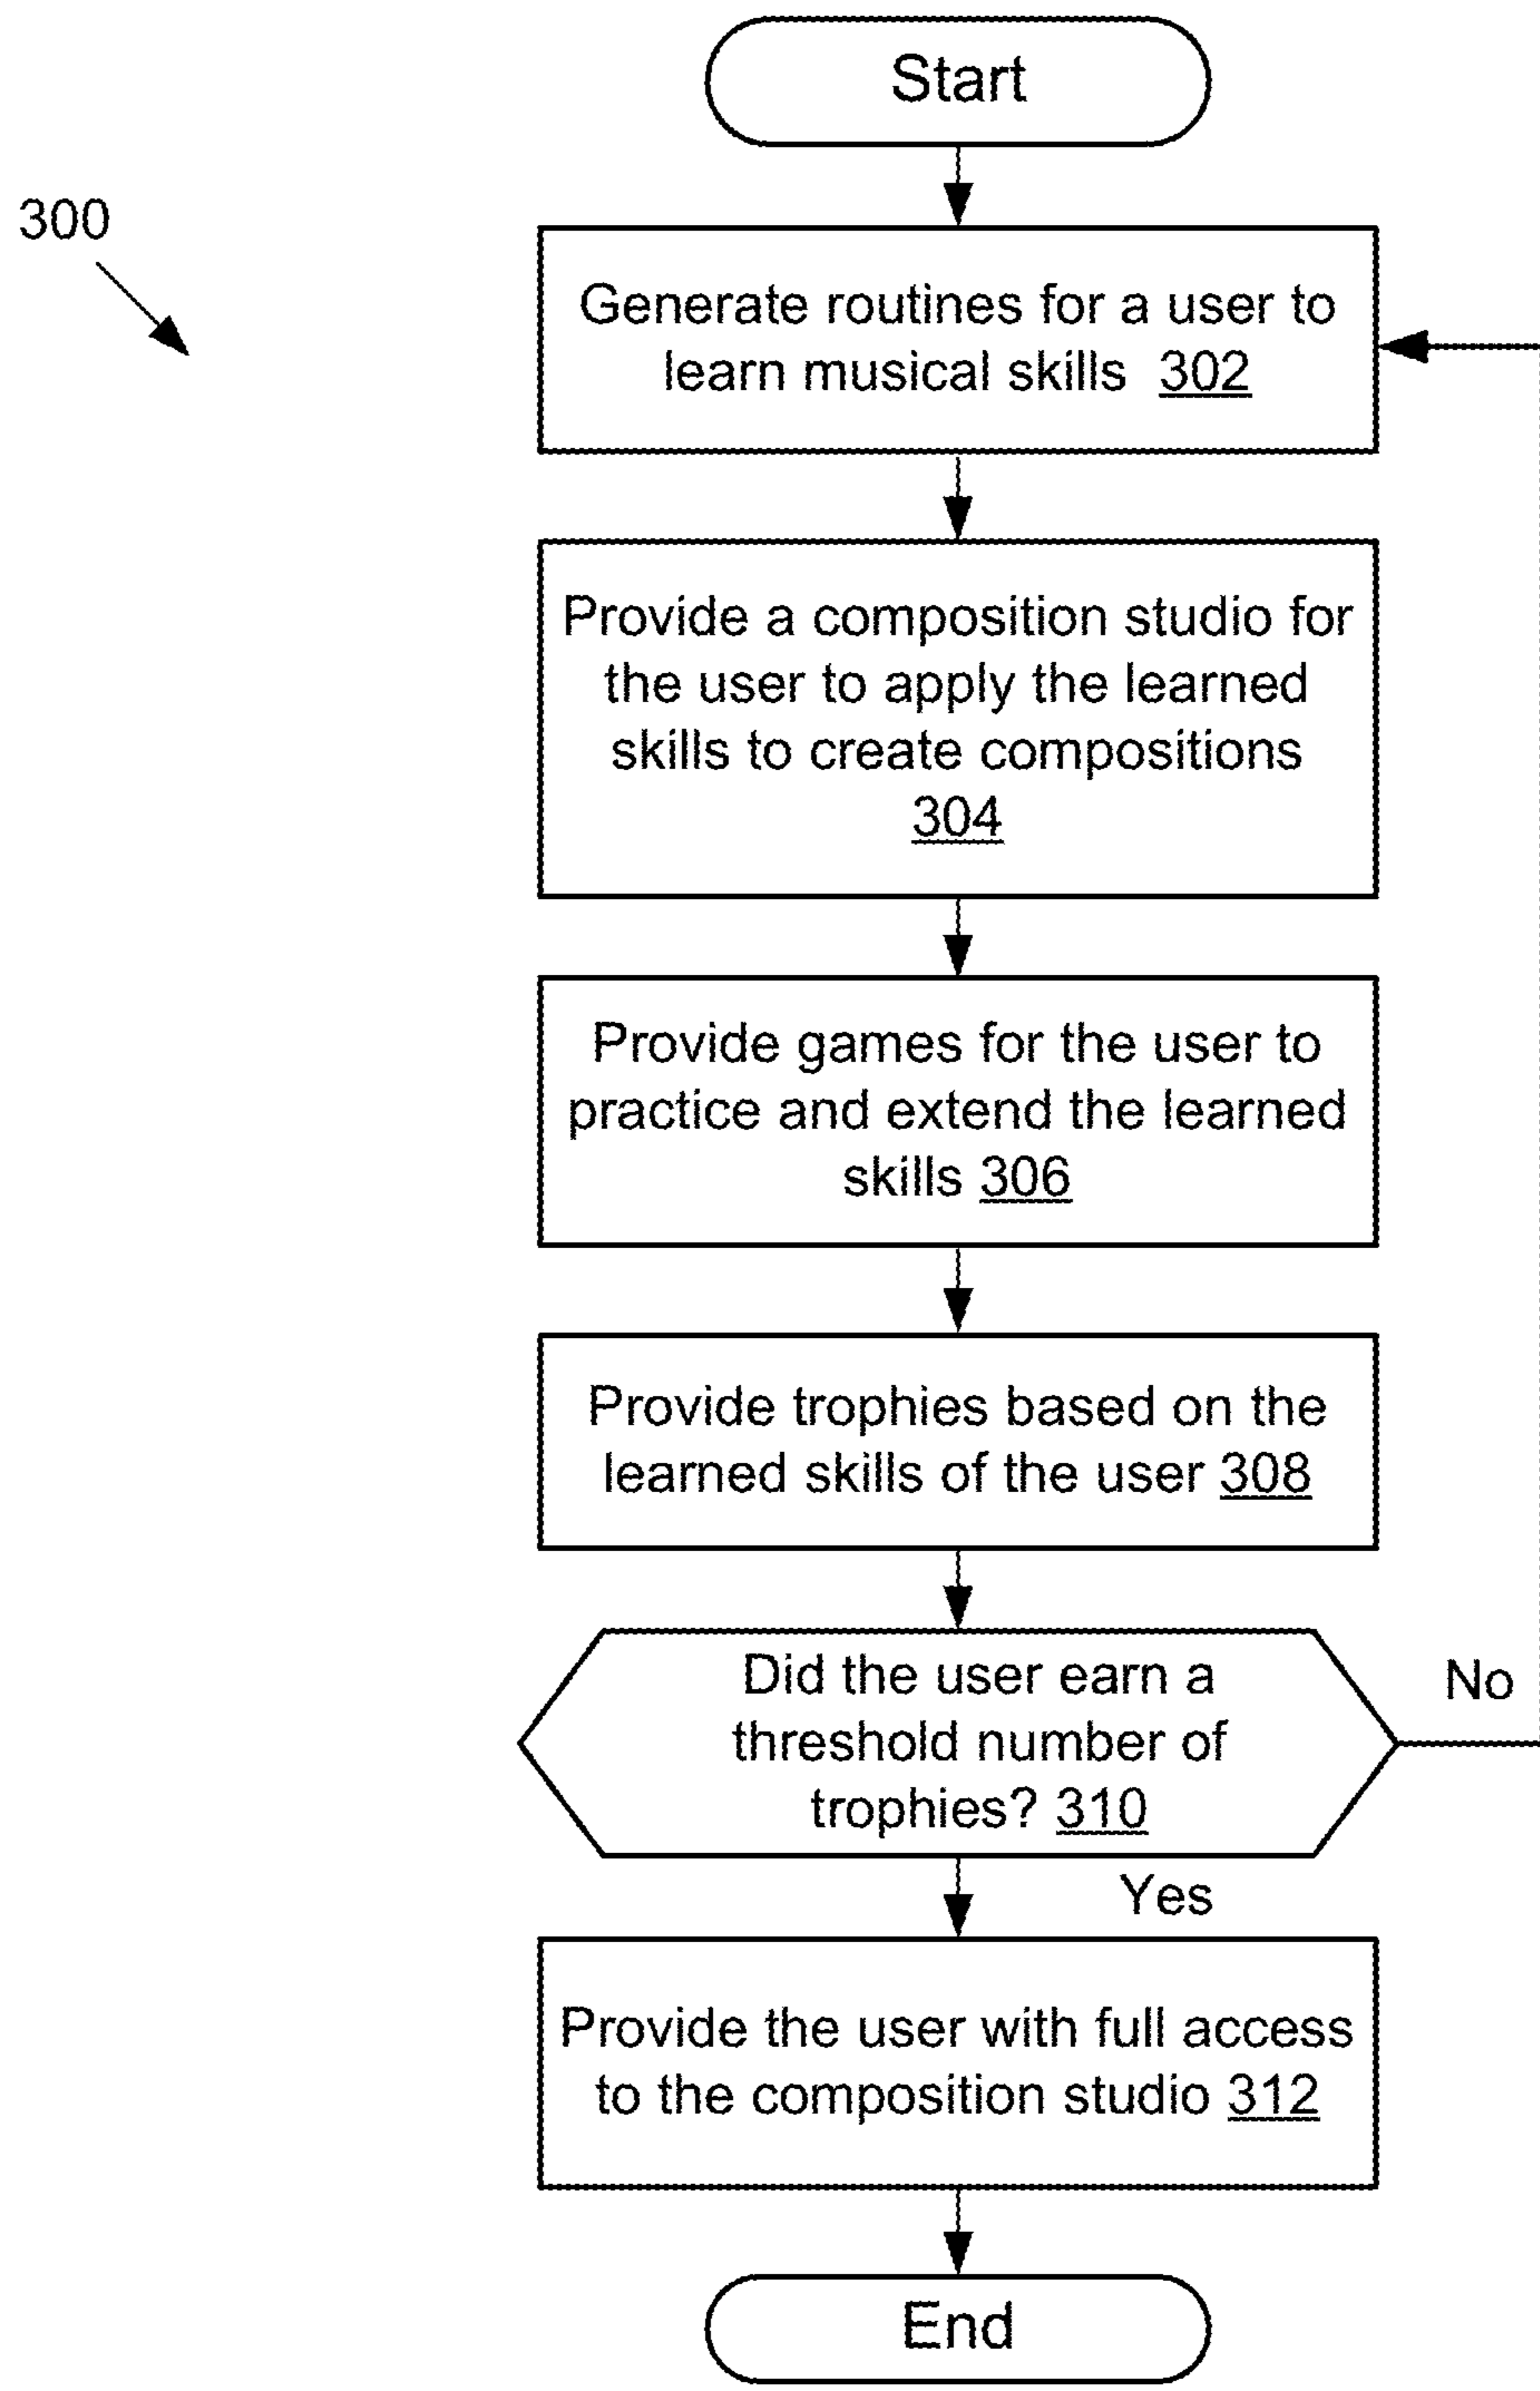 Start
300
Generate routines for a user to
learn musical skills 302
Provide a composition studio for
the user to apply the learned
skills to create compositions
304
Provide games for the user to
practice and extend the learned
skills 306
Provide trophies based on the
learned skills of the user 308
Did the user earn a
threshold number of
trophies? 310
No
Yes
Provide the user with full access
to the composition studio 312
End